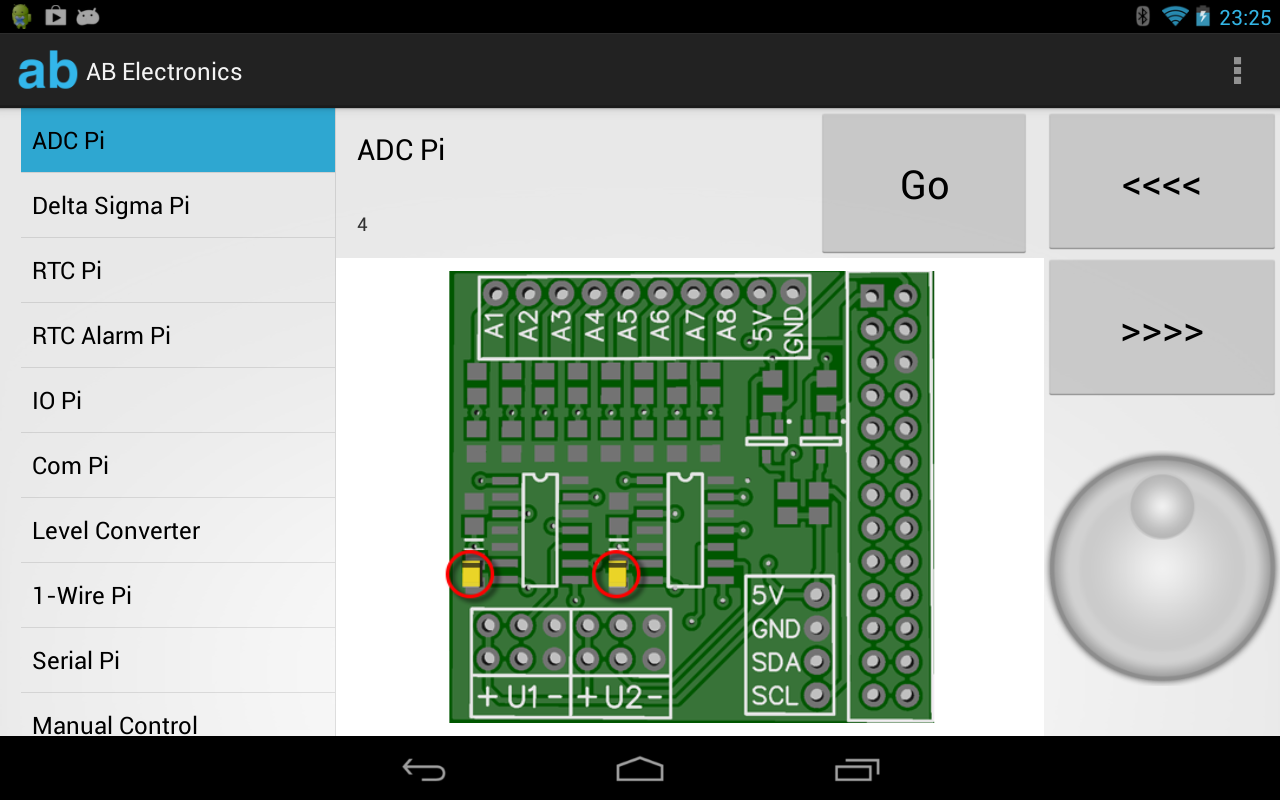 23:25
ab AB Electronics
ADC Pi
Delta Sigma Pi
RTC Pi
RTC Alarm Pi
IO Pi
Com Pi
Level Converter
1-Wire Pi
Serial Pi
Manual Control
ADC Pi
4
Go
<<<<
>>>>
A1 A2 A3 A4 A5 A6 A7 A8 5V GND
5V
GND
SDA
SCL
+ U1 - + U2 -